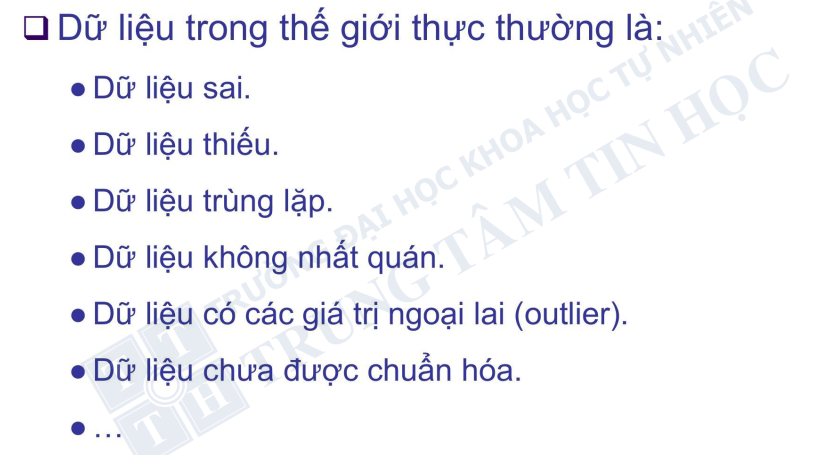 ❑ Dữ liệu trong thế giới thực thường là:
● Dữ liệu sai.
● Dữ liệu thiếu.
● Dữ liệu trùng lặp.
● Dữ liệu không nhất quán.
● Dữ liệu có các giá trị ngoại lai (outlier).
● Dữ liệu chưa được chuẩn hóa.
● …
TRƯỜNG ĐẠI HỌC KHOA HỌC TỰ NHIÊN
TRUNG TÂM TIN HỌC
T T
T H